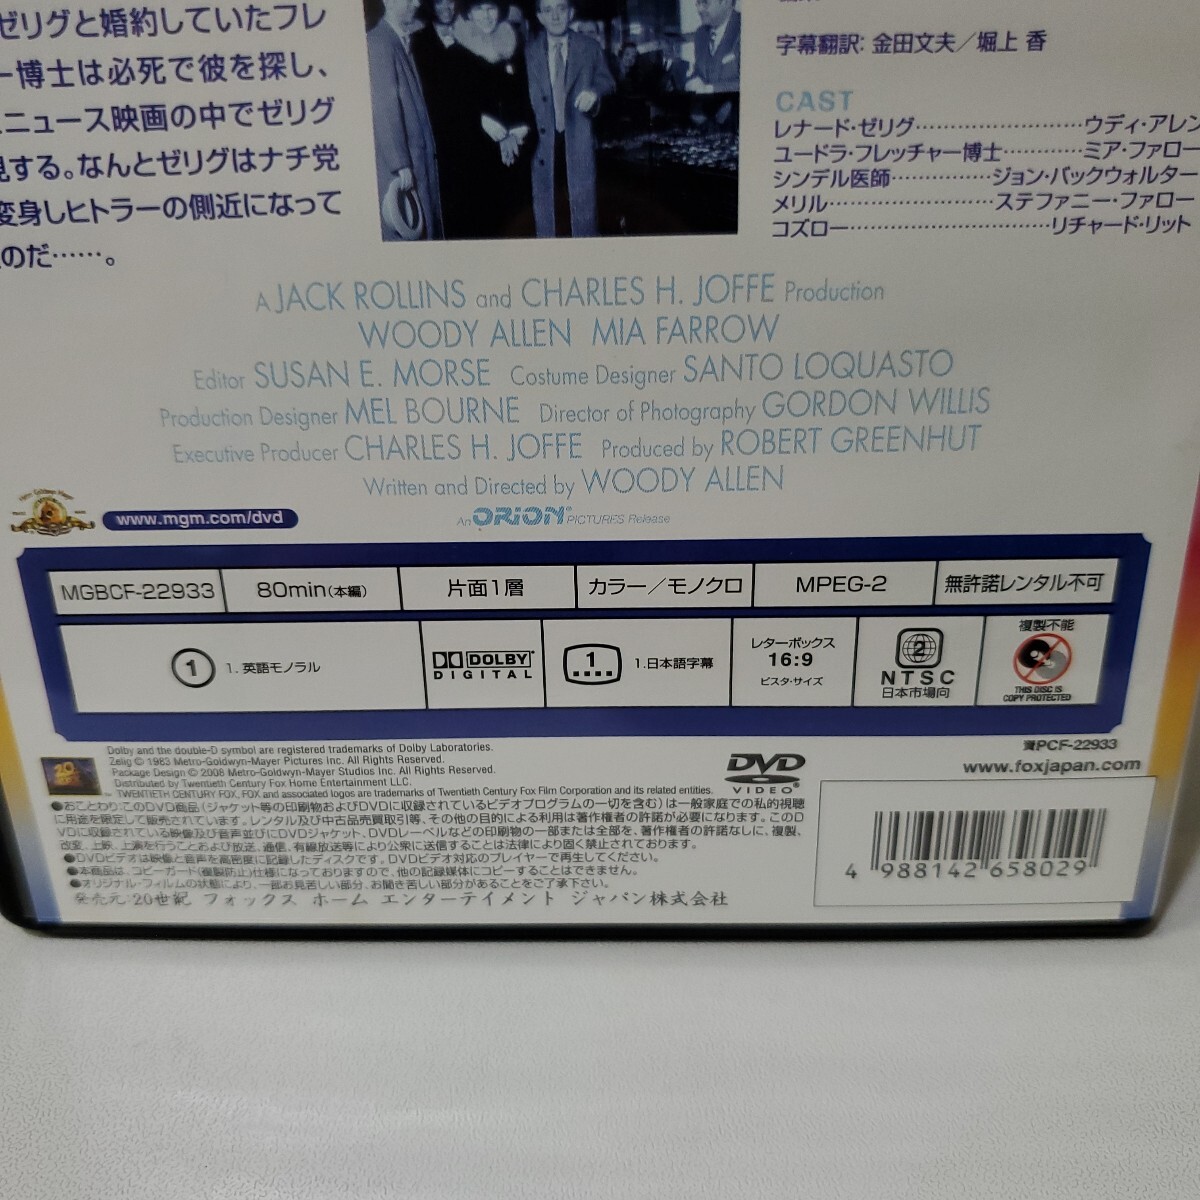 ゼリグと婚約していたフレ
ー博士は必死で彼を探し、
ニュース映画の中でゼリグ
見する。なんとゼリグはナチ党
変身しヒトラーの側近になって
のだ……。
字幕翻訳: 金田文夫／堀上 香
CAST
レナード・ゼリグ……………………ウディ・アレン
ユードラ・フレッチャー博士…………ミア・ファロー
シンデル医師……………ジョン・バックウォルター
メリル……………………ステファニー・ファロー
コズロー…………………………リチャード・リット
A JACK ROLLINS and CHARLES H. JOFFE Production
WOODY ALLEN MIA FARROW
Editor SUSAN E. MORSE Costume Designer SANTO LOQUASTO
Production Designer MEL BOURNE Director of Photography GORDON WILLIS
Executive Producer CHARLES H. JOFFE Produced by ROBERT GREENHUT
Written and Directed by WOODY ALLEN
www.mgm.com/dvd
An ORION PICTURES Release
MGBCF-22933 80min(本編) 片面1層 カラー／モノクロ MPEG-2 無許諾レンタル不可
1 1. 英語モノラル
DOLBY DIGITAL
1 1.日本語字幕
レターボックス
16:9
ビスタ・サイズ
2
NTSC
日本市場向
複製不能
THIS DISC IS
COPY PROTECTED
Dolby and the double-D symbol are registered trademarks of Dolby Laboratories.
Zelig © 1983 Metro-Goldwyn-Mayer Pictures Inc. All Rights Reserved.
Package Design © 2008 Metro-Goldwyn-Mayer Studios Inc. All Rights Reserved.
Distributed by Twentieth Century Fox Home Entertainment LLC.
TWENTIETH CENTURY FOX, FOX and associated logos are trademarks of Twentieth Century Fox Film Corporation and its related entities.
DVD
VIDEO
PCF-22933
www.foxjapan.com
●おことわり:このDVD商品(ジャケット等の印刷物およびDVDに収録されているビデオプログラムの一切を含む)は一般家庭での私的視聴
に用途を限定して販売されています。レンタル及び中古品売買取引等、その他の目的による利用は著作権者の許諾が必要になります。このD
VDに収録されている映像及び音声並びにDVDジャケット、DVDレーベルなどの印刷物の一部または全部を、著作権者の許諾なしに、複製、
改変、上映、上演を行うことおよび放送、通信、有線放送等により公衆に送信することは法律により固く禁止されております。
●DVDビデオは映像と音声を高密度に記録したディスクです。DVDビデオ対応のプレイヤーで再生してください。
●本商品は、コピーガード(複製防止)仕様になっておりますので、他の記録媒体にコピーすることはできません。
●オリジナル・フィルムの状態により、一部お見苦しい部分、お聞き苦しい部分があることをご了承下さい。
発売元:20世紀 フォックス ホーム エンターテイメント ジャパン株式会社
4 988142 658029